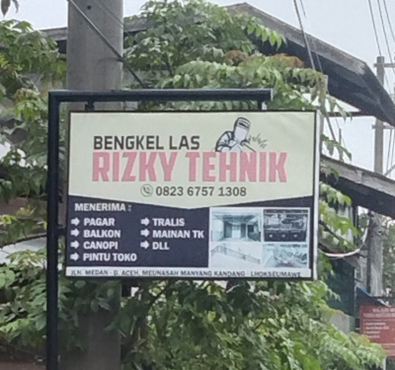 BENGKEL LAS
RIZKY TEHNIK
0823 6757 1308
MENERIMA :
PAGAR
BALKON
CANOPI
PINTU TOKO
TRALIS
MAINAN TK
DLL
JLN. MEDAN - B. ACEH, MEUNASAH MANYANG KANDANG - LHOKSEUMAWE